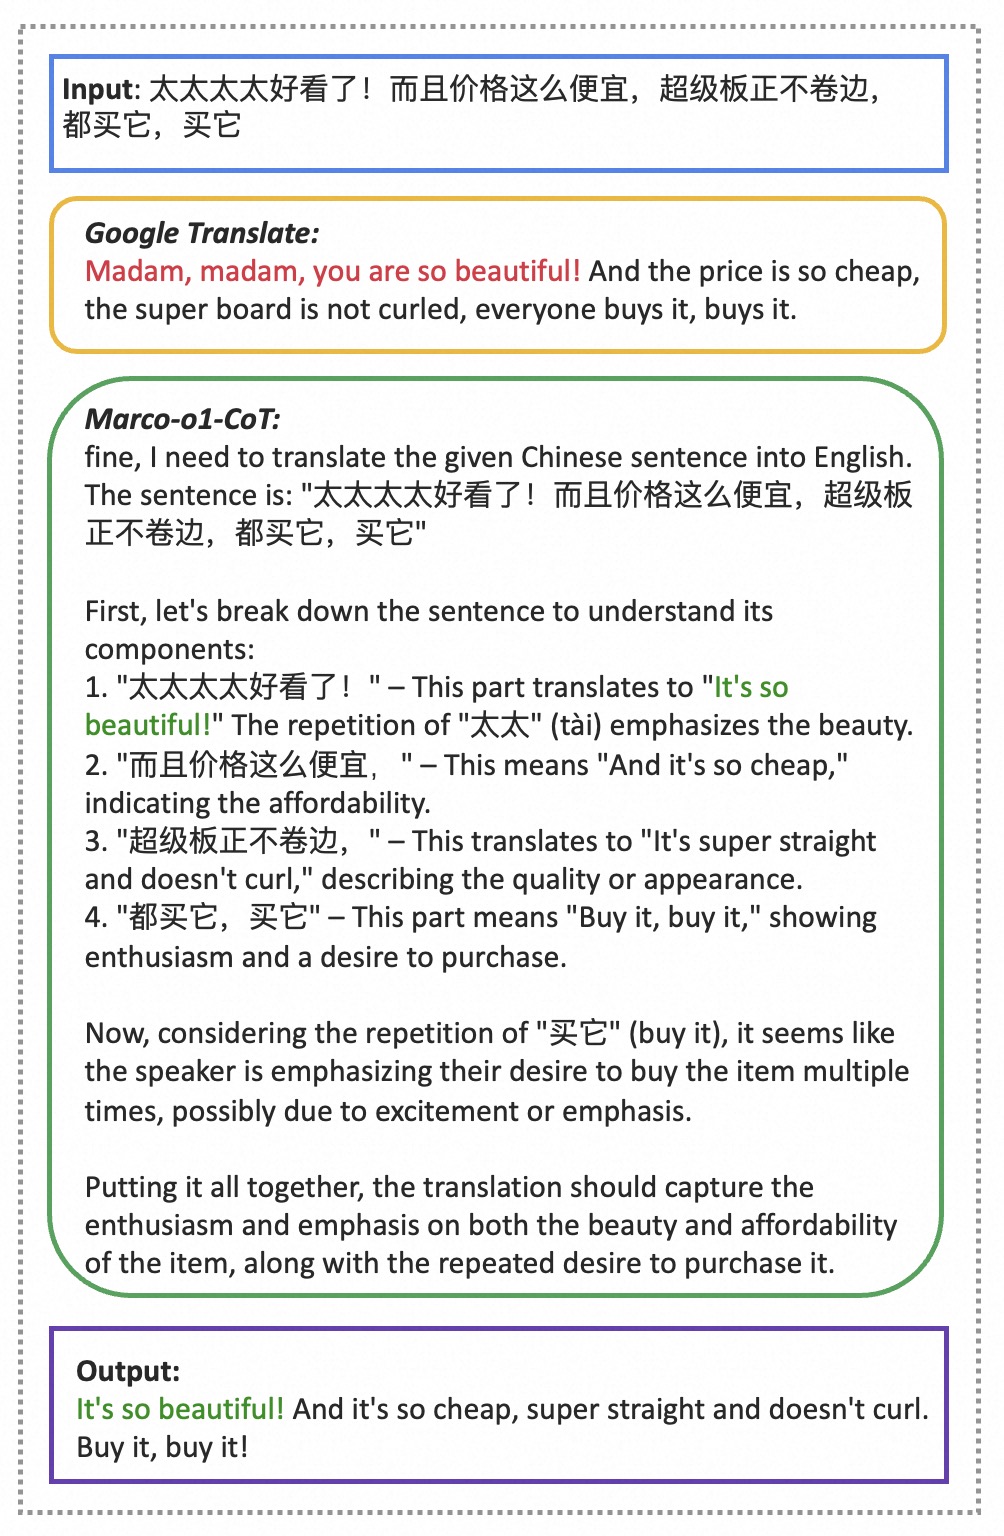 Input: 太太太太好看了！而且价格这么便宜，超级板正不卷边，
都买它，买它
Google Translate:
Madam, madam, you are so beautiful! And the price is so cheap,
the super board is not curled, everyone buys it, buys it.
Marco-o1-CoT:
fine, I need to translate the given Chinese sentence into English.
The sentence is: "太太太太好看了！而且价格这么便宜，超级板
正不卷边，都买它，买它"
First, let's break down the sentence to understand its
components:
1. "太太太太好看了！" – This part translates to "It's so
beautiful!" The repetition of "太太" (tài) emphasizes the beauty.
2. "而且价格这么便宜，" – This means "And it's so cheap,"
indicating the affordability.
3. "超级板正不卷边，" – This translates to "It's super straight
and doesn't curl," describing the quality or appearance.
4. "都买它，买它" – This part means "Buy it, buy it," showing
enthusiasm and a desire to purchase.
Now, considering the repetition of "买它" (buy it), it seems like
the speaker is emphasizing their desire to buy the item multiple
times, possibly due to excitement or emphasis.
Putting it all together, the translation should capture the
enthusiasm and emphasis on both the beauty and affordability
of the item, along with the repeated desire to purchase it.
Output:
It's so beautiful! And it's so cheap, super straight and doesn't curl.
Buy it, buy it!